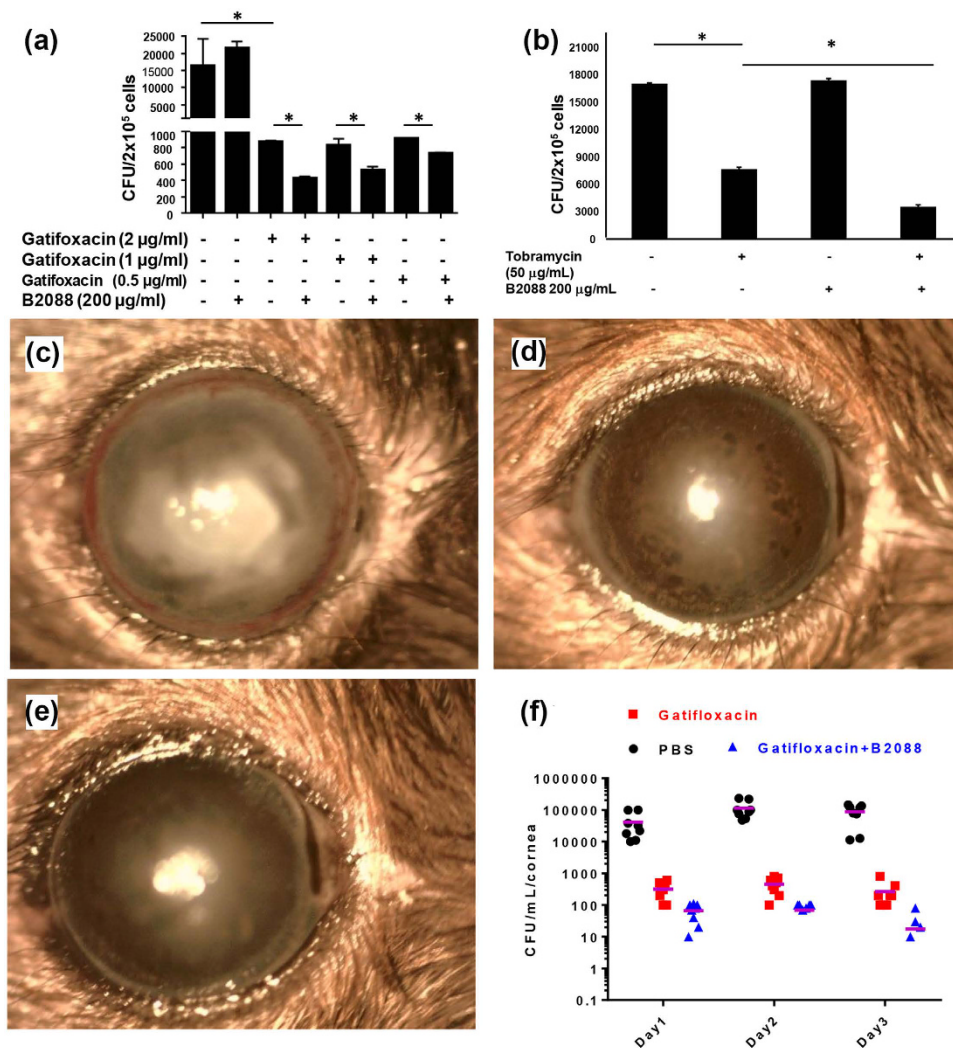 (a)
*
25000
20000
15000
10000
1000
800
600
400
200
0
CFU/2x10⁵ cells
* * *
Gatifoxacin (2 µg/ml) - - + + - - - -
Gatifoxacin (1 µg/ml) - - - - + + - -
Gatifoxacin (0.5 µg/ml) - - - - - - + +
B2088 (200 µg/ml) - + - + - + - +
(b)
* *
21000
18000
15000
12000
9000
6000
3000
0
CFU/2x10⁵ cells
Tobramycin - + - +
(50 µg/mL)
B2088 200 µg/mL - - + +
(c)
(d)
(e)
(f)
Gatifloxacin
PBS Gatifloxacin+B2088
1000000
100000
10000
1000
100
10
1
0.1
CFU/mL/cornea
Day1 Day2 Day3